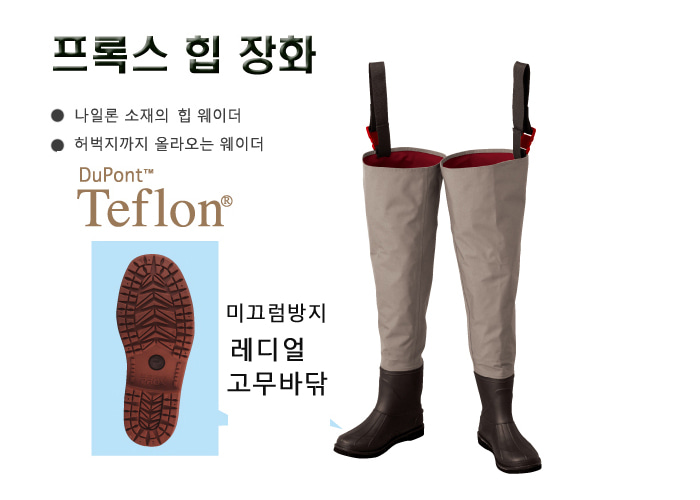 프록스 힙 장화
● 나일론 소재의 힙 웨이더
● 허벅지까지 올라오는 웨이더
DuPont™
Teflon®
미끄럼방지
레디얼
고무바닦